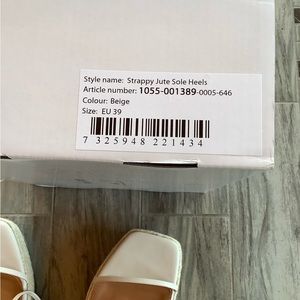 Style name: Strappy Jute Sole Heels
Article number: 1055-001389-0005-646
Colour: Beige
Size: EU 39
7 325948 221434